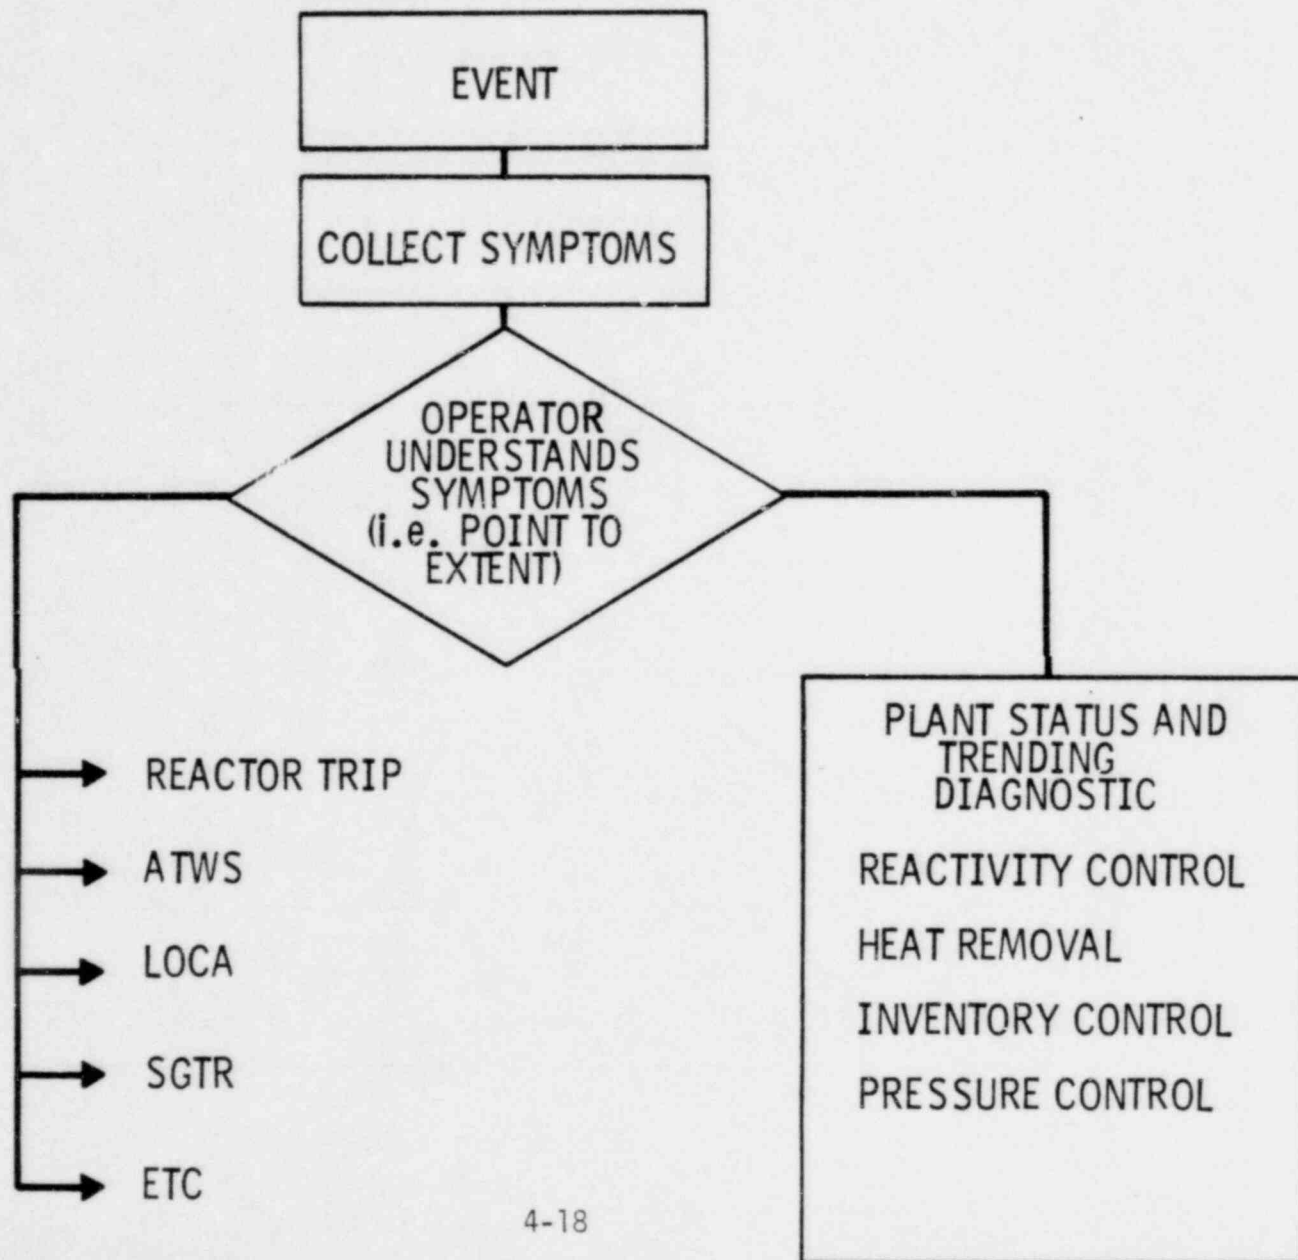 EVENT
COLLECT SYMPTOMS
OPERATOR
UNDERSTANDS
SYMPTOMS
(i.e. POINT TO
EXTENT)
REACTOR TRIP
ATWS
LOCA
SGTR
ETC
PLANT STATUS AND
TRENDING
DIAGNOSTIC
REACTIVITY CONTROL
HEAT REMOVAL
INVENTORY CONTROL
PRESSURE CONTROL
4-18